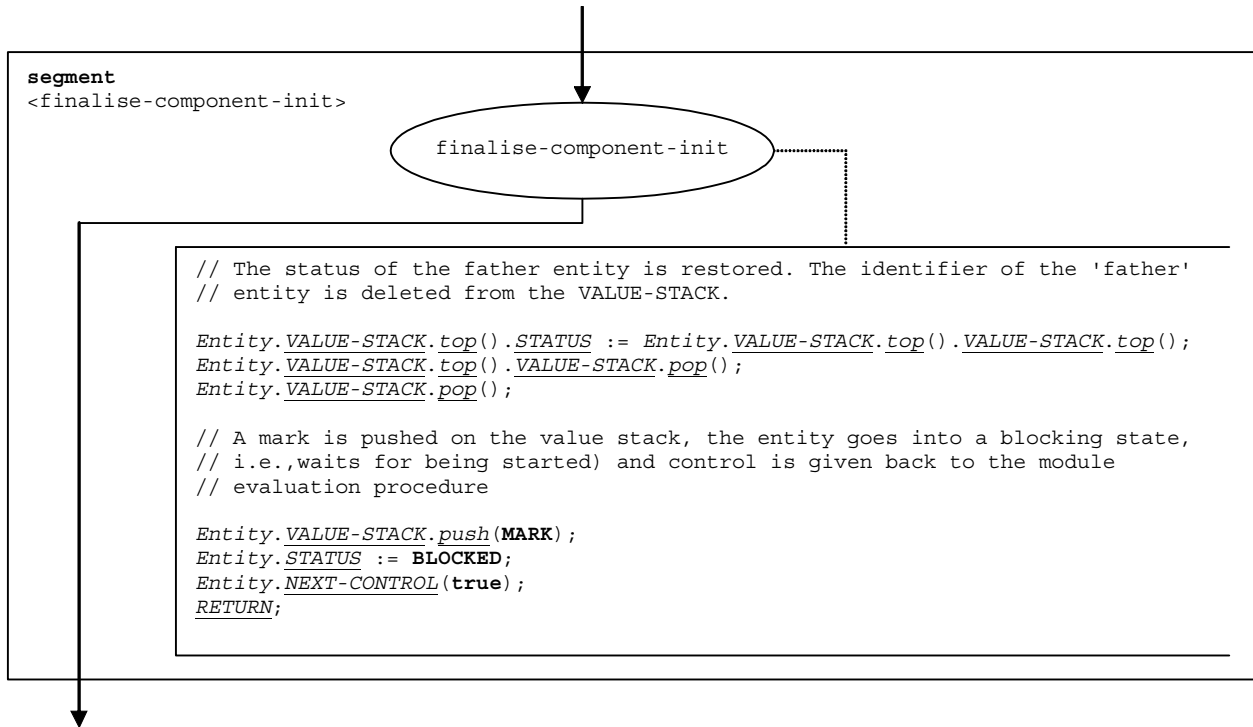 segment
<finalise-component-init>
finalise-component-init
// The status of the father entity is restored. The identifier of the 'father'
// entity is deleted from the VALUE-STACK.
Entity.VALUE-STACK.top().STATUS := Entity.VALUE-STACK.top().VALUE-STACK.top();
Entity.VALUE-STACK.top().VALUE-STACK.pop();
Entity.VALUE-STACK.pop();
// A mark is pushed on the value stack, the entity goes into a blocking state,
// i.e.,waits for being started) and control is given back to the module
// evaluation procedure
Entity.VALUE-STACK.push(MARK);
Entity.STATUS := BLOCKED;
Entity.NEXT-CONTROL(true);
RETURN;